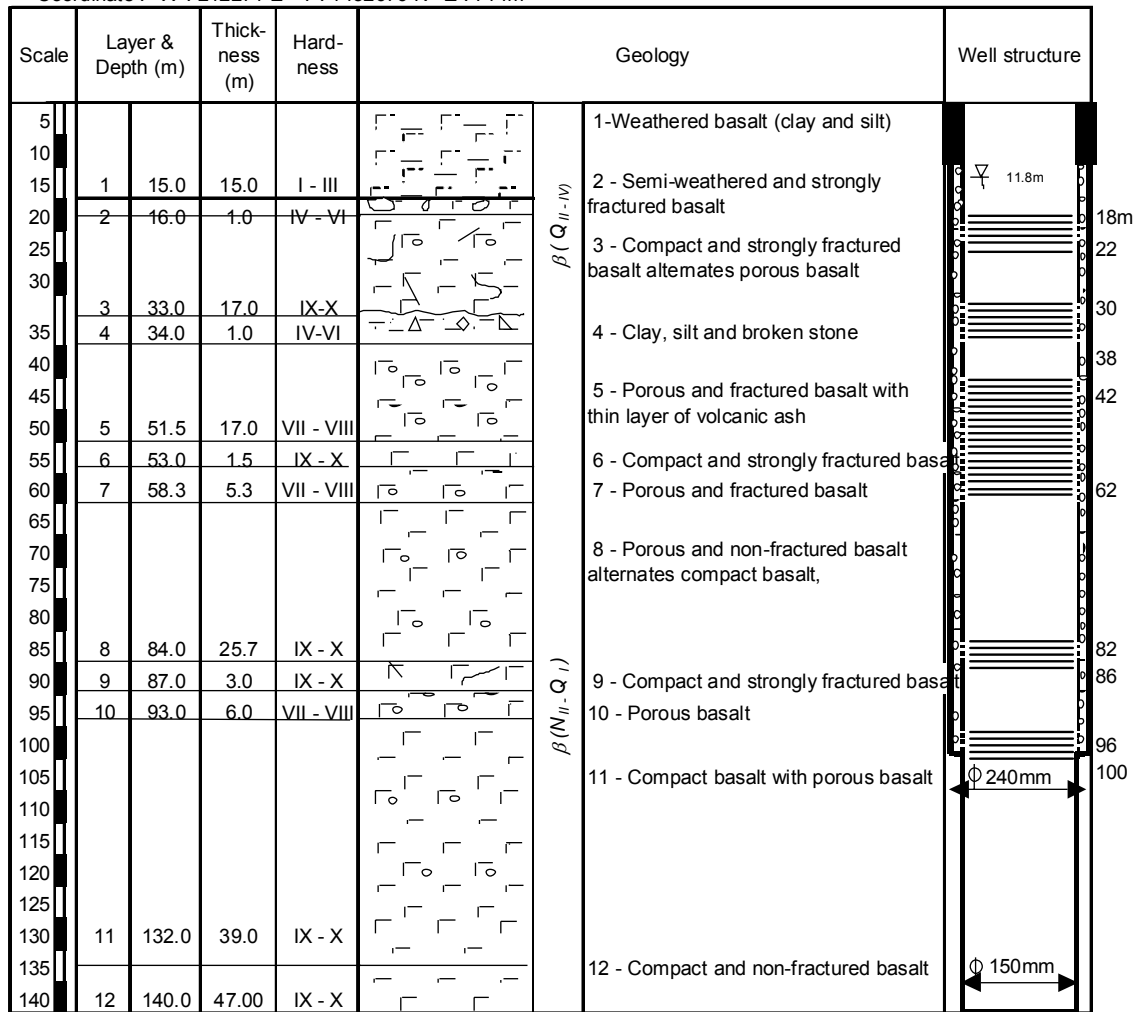 Scale
Layer &
Depth (m)
Thick-
ness
(m)
Hard-
ness
Geology
Well structure
5
10
15
20
25
30
35
40
45
50
55
60
65
70
75
80
85
90
95
100
105
110
115
120
125
130
135
140
1 15.0 15.0 I - III
2 16.0 1.0 IV - VI
3 33.0 17.0 IX-X
4 34.0 1.0 IV-VI
5 51.5 17.0 VII - VIII
6 53.0 1.5 IX - X
7 58.3 5.3 VII - VIII
8 84.0 25.7 IX - X
9 87.0 3.0 IX - X
10 93.0 6.0 VII - VIII
11 132.0 39.0 IX - X
12 140.0 47.00 IX - X
β(Q II - IV)
β(N II - Q I)
1-Weathered basalt (clay and silt)
2 - Semi-weathered and strongly
fractured basalt
3 - Compact and strongly fractured
basalt alternates porous basalt
4 - Clay, silt and broken stone
5 - Porous and fractured basalt with
thin layer of volcanic ash
6 - Compact and strongly fractured basalt
7 - Porous and fractured basalt
8 - Porous and non-fractured basalt
alternates compact basalt,
9 - Compact and strongly fractured basalt
10 - Porous basalt
11 - Compact basalt with porous basalt
12 - Compact and non-fractured basalt
11.8m
18m
22
30
38
42
62
82
86
96
100
ϕ 240mm
ϕ 150mm